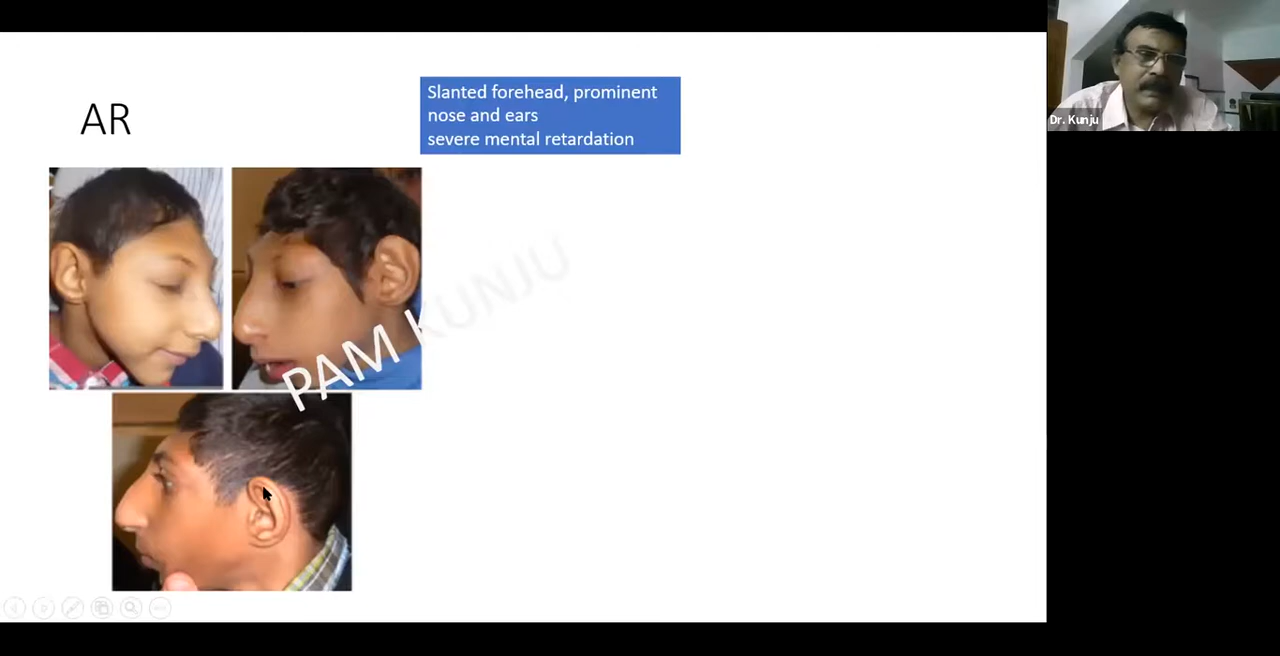 AR
Slanted forehead, prominent
nose and ears
severe mental retardation
PAM KUNJU
Dr. Kunju